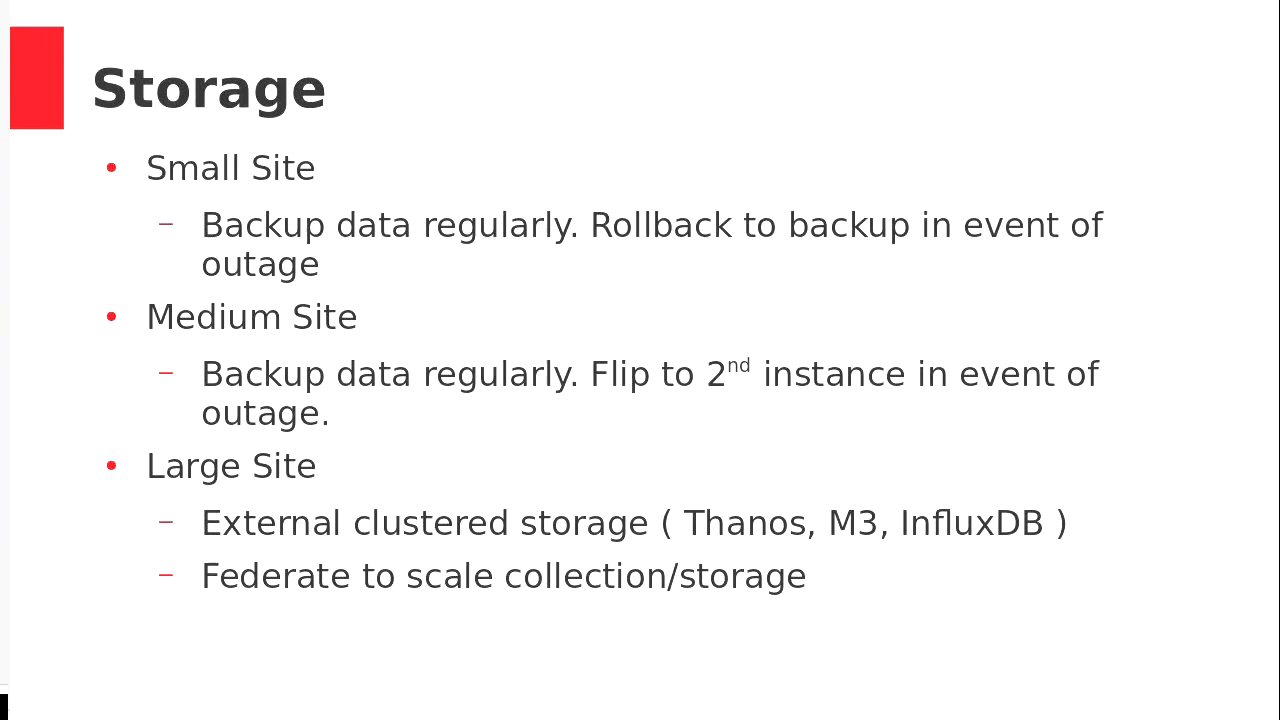 Storage
• Small Site
– Backup data regularly. Rollback to backup in event of
outage
• Medium Site
– Backup data regularly. Flip to 2nd instance in event of
outage.
• Large Site
– External clustered storage ( Thanos, M3, InfluxDB )
– Federate to scale collection/storage